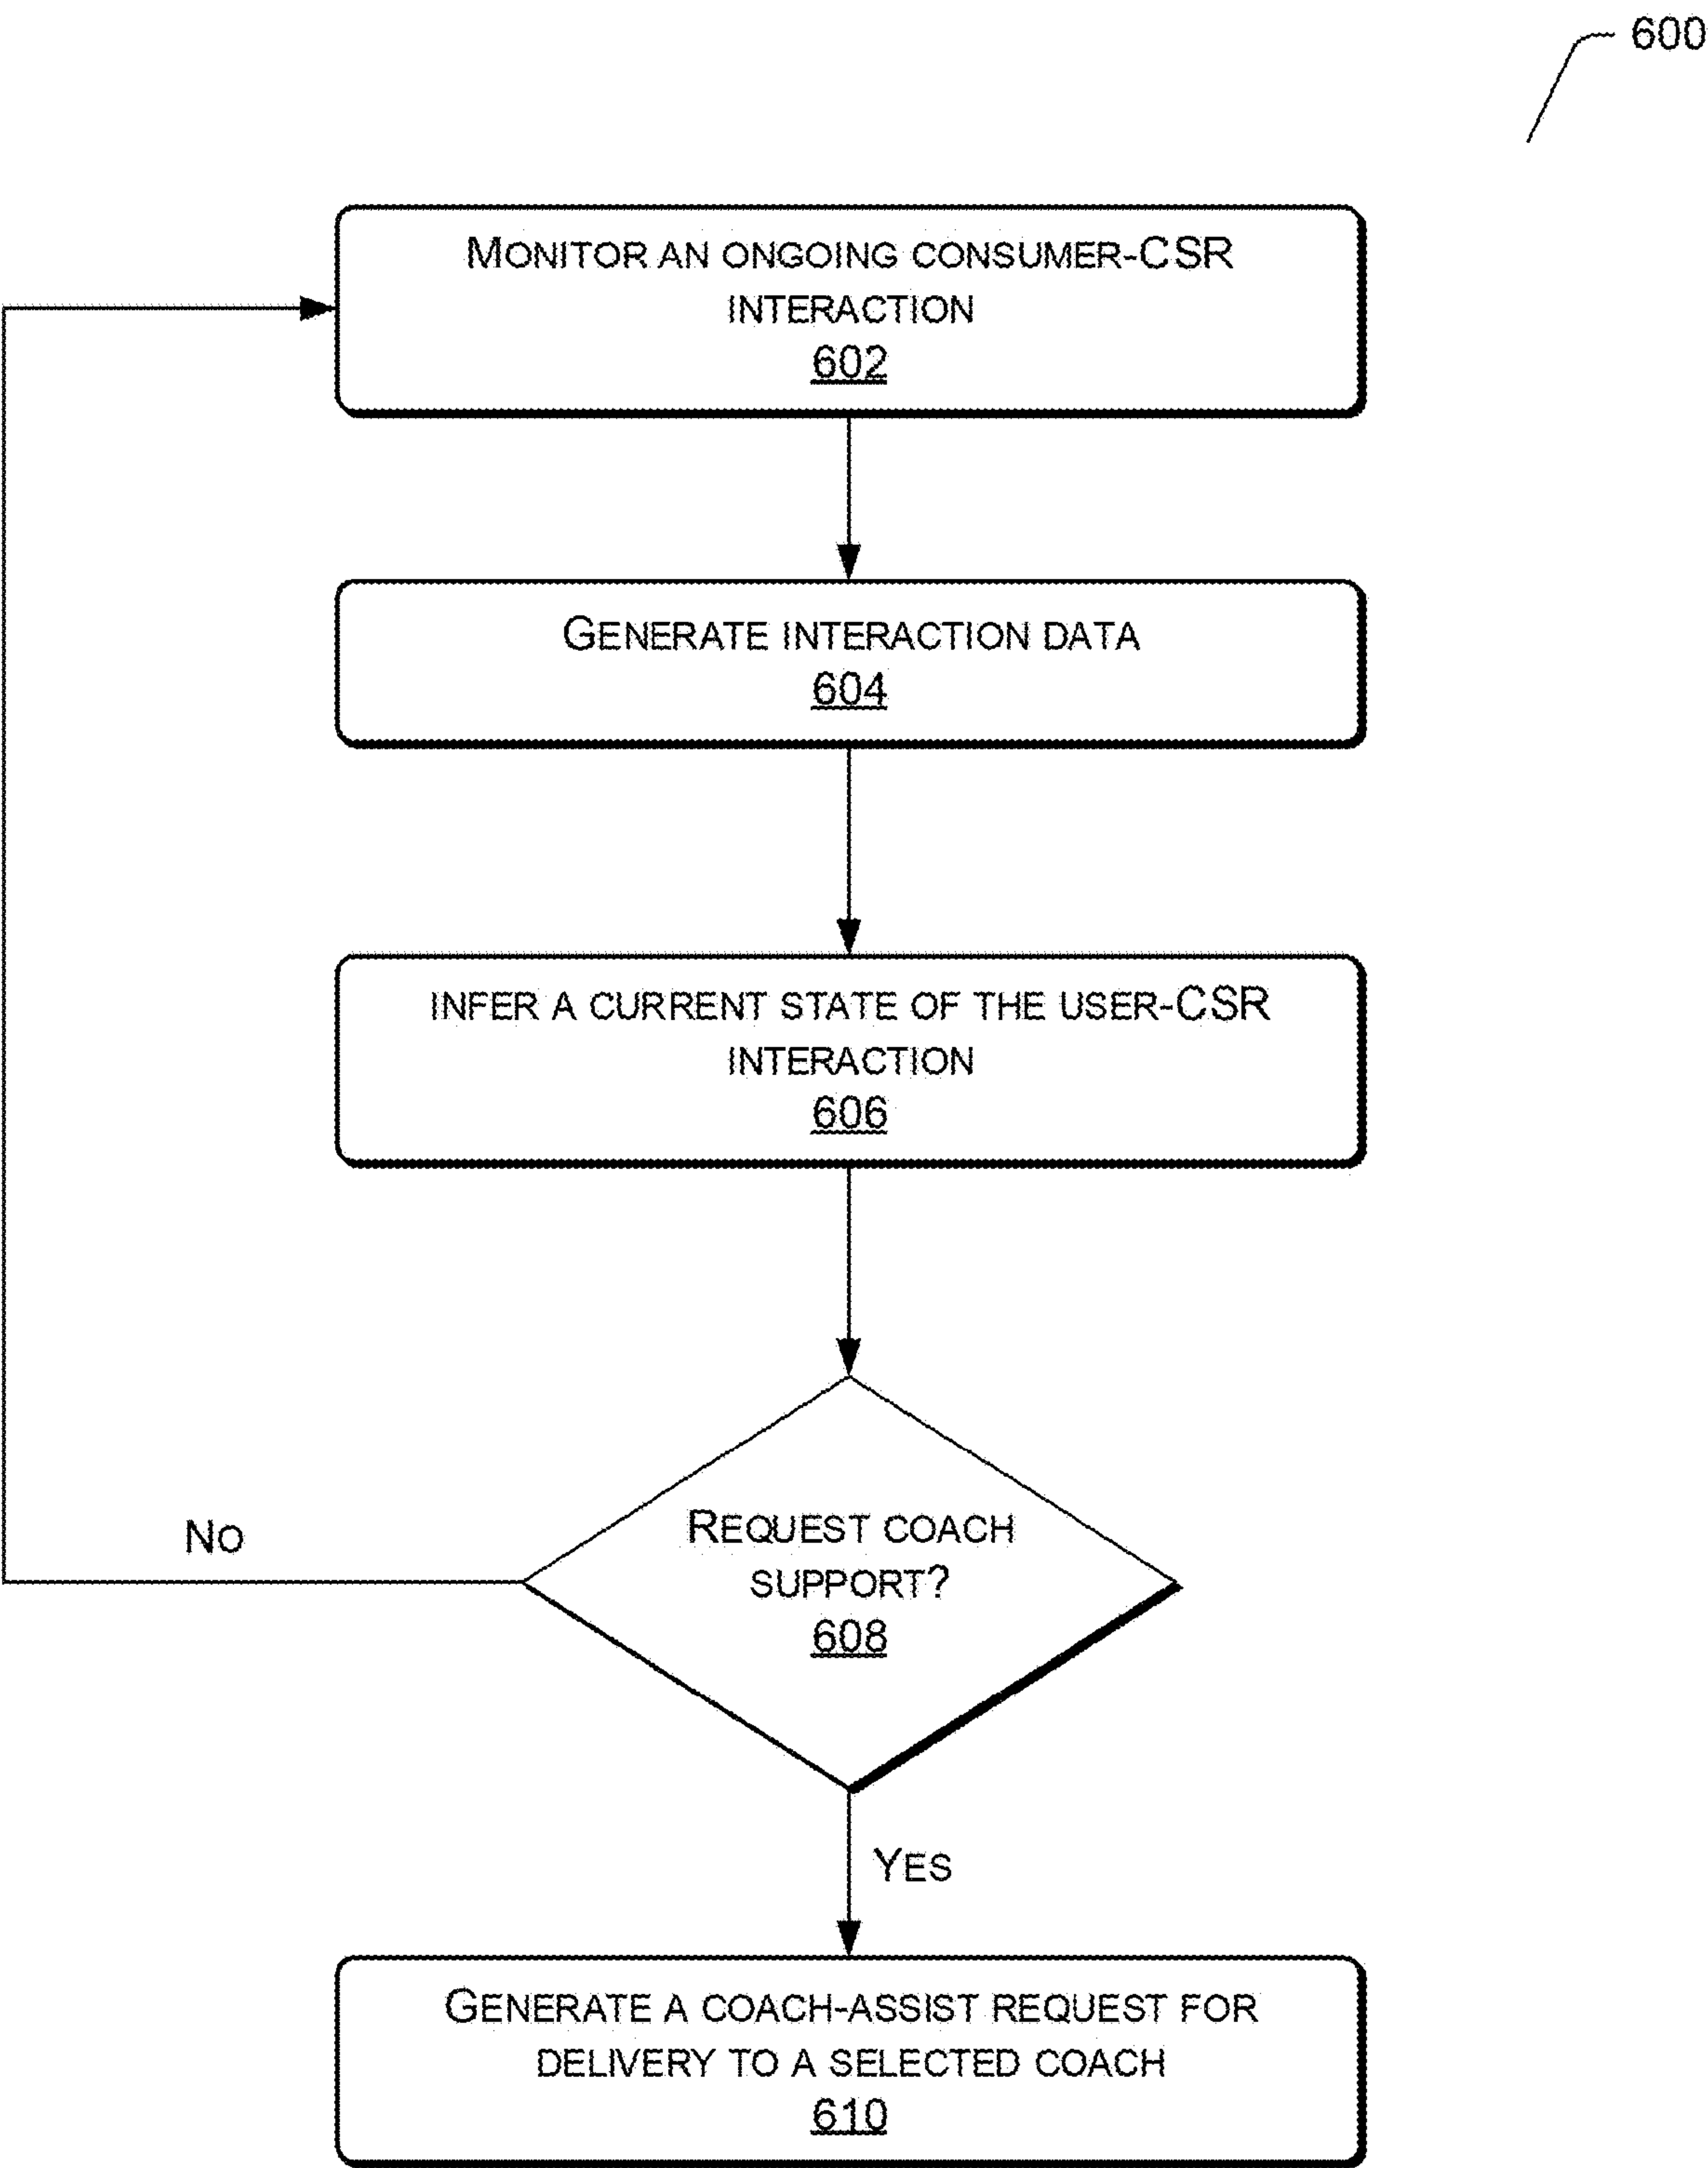 600
MONITOR AN ONGOING CONSUMER-CSR
INTERACTION
602
GENERATE INTERACTION DATA
604
INFER A CURRENT STATE OF THE USER-CSR
INTERACTION
606
REQUEST COACH
SUPPORT?
608
NO
YES
GENERATE A COACH-ASSIST REQUEST FOR
DELIVERY TO A SELECTED COACH
610